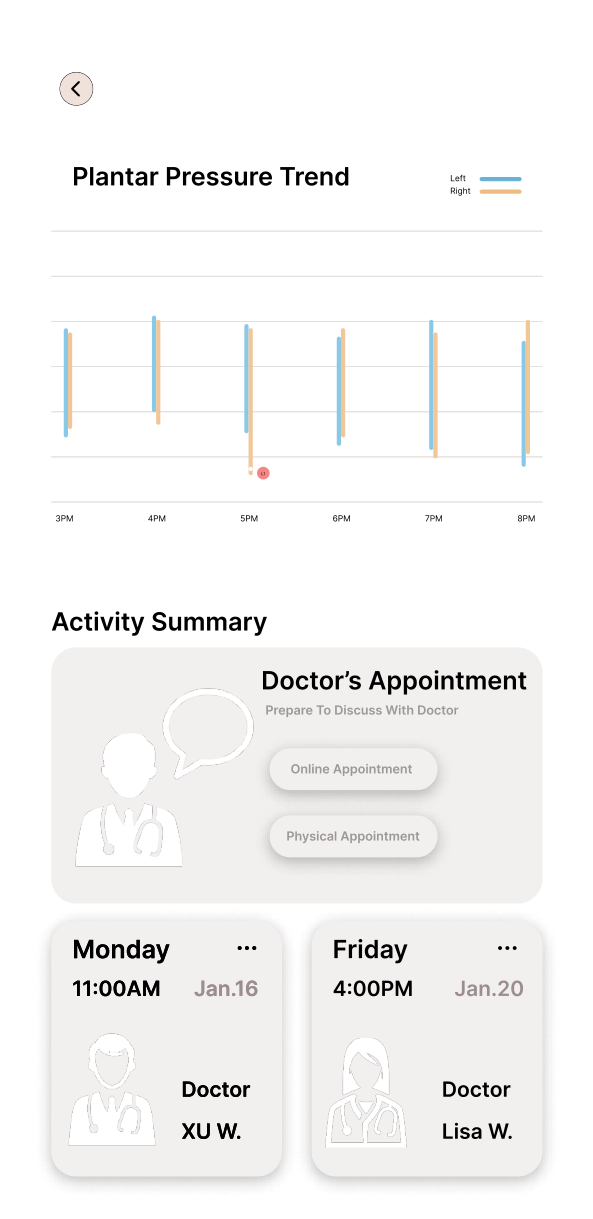 Plantar Pressure Trend
Left
Right
3PM 4PM 5PM 6PM 7PM 8PM
Activity Summary
Doctor’s Appointment
Prepare To Discuss With Doctor
Online Appointment
Physical Appointment
Monday
11:00AM Jan.16
Doctor
XU W.
Friday
4:00PM Jan.20
Doctor
Lisa W.